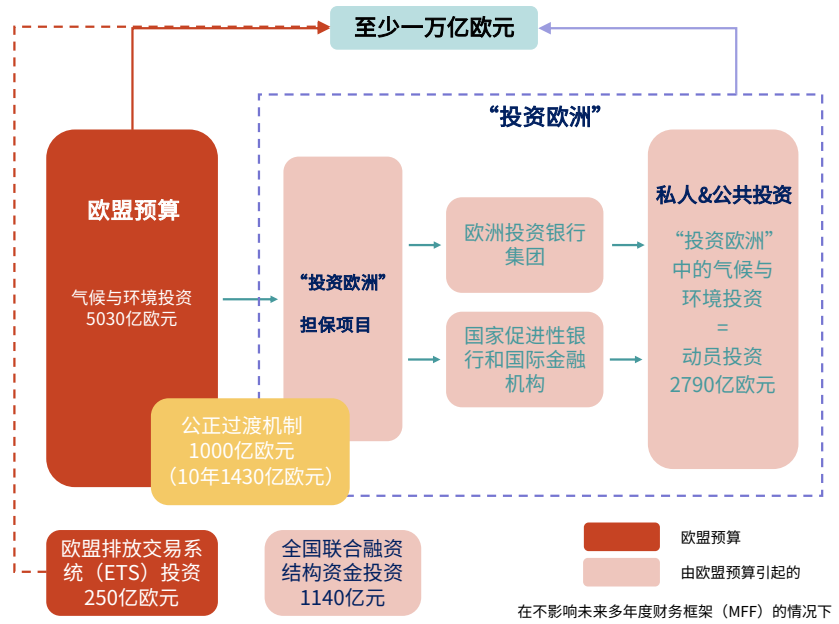 至少一万亿欧元
“投资欧洲”
欧盟预算
气候与环境投资
5030亿欧元
“投资欧洲”
担保项目
欧洲投资银行
集团
国家促进性银
行和国际金融
机构
私人&公共投资
“投资欧洲”
中的气候与
环境投资
=
动员投资
2790亿欧元
公正过渡机制
1000亿欧元
（10年1430亿欧元）
欧盟排放交易系
统（ETS）投资
250亿欧元
全国联合融资
结构资金投资
1140亿元
欧盟预算
由欧盟预算引起的
在不影响未来多年度财务框架（MFF）的情况下